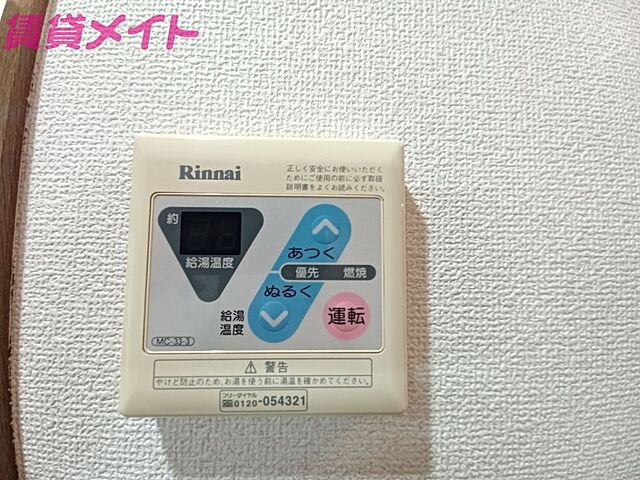 賃貸メイト
Rinnai
正しく安全にお使いいただく
ためにご使用の前に必ず取扱
説明書をよくお読みください。
約
給湯温度
あつく
優先 燃焼
ぬるく
給湯
温度
運転
MC-33-3
警告
やけど防止のため、お湯を使う前に湯温を確かめてください。
フリーダイヤル
0120-054321